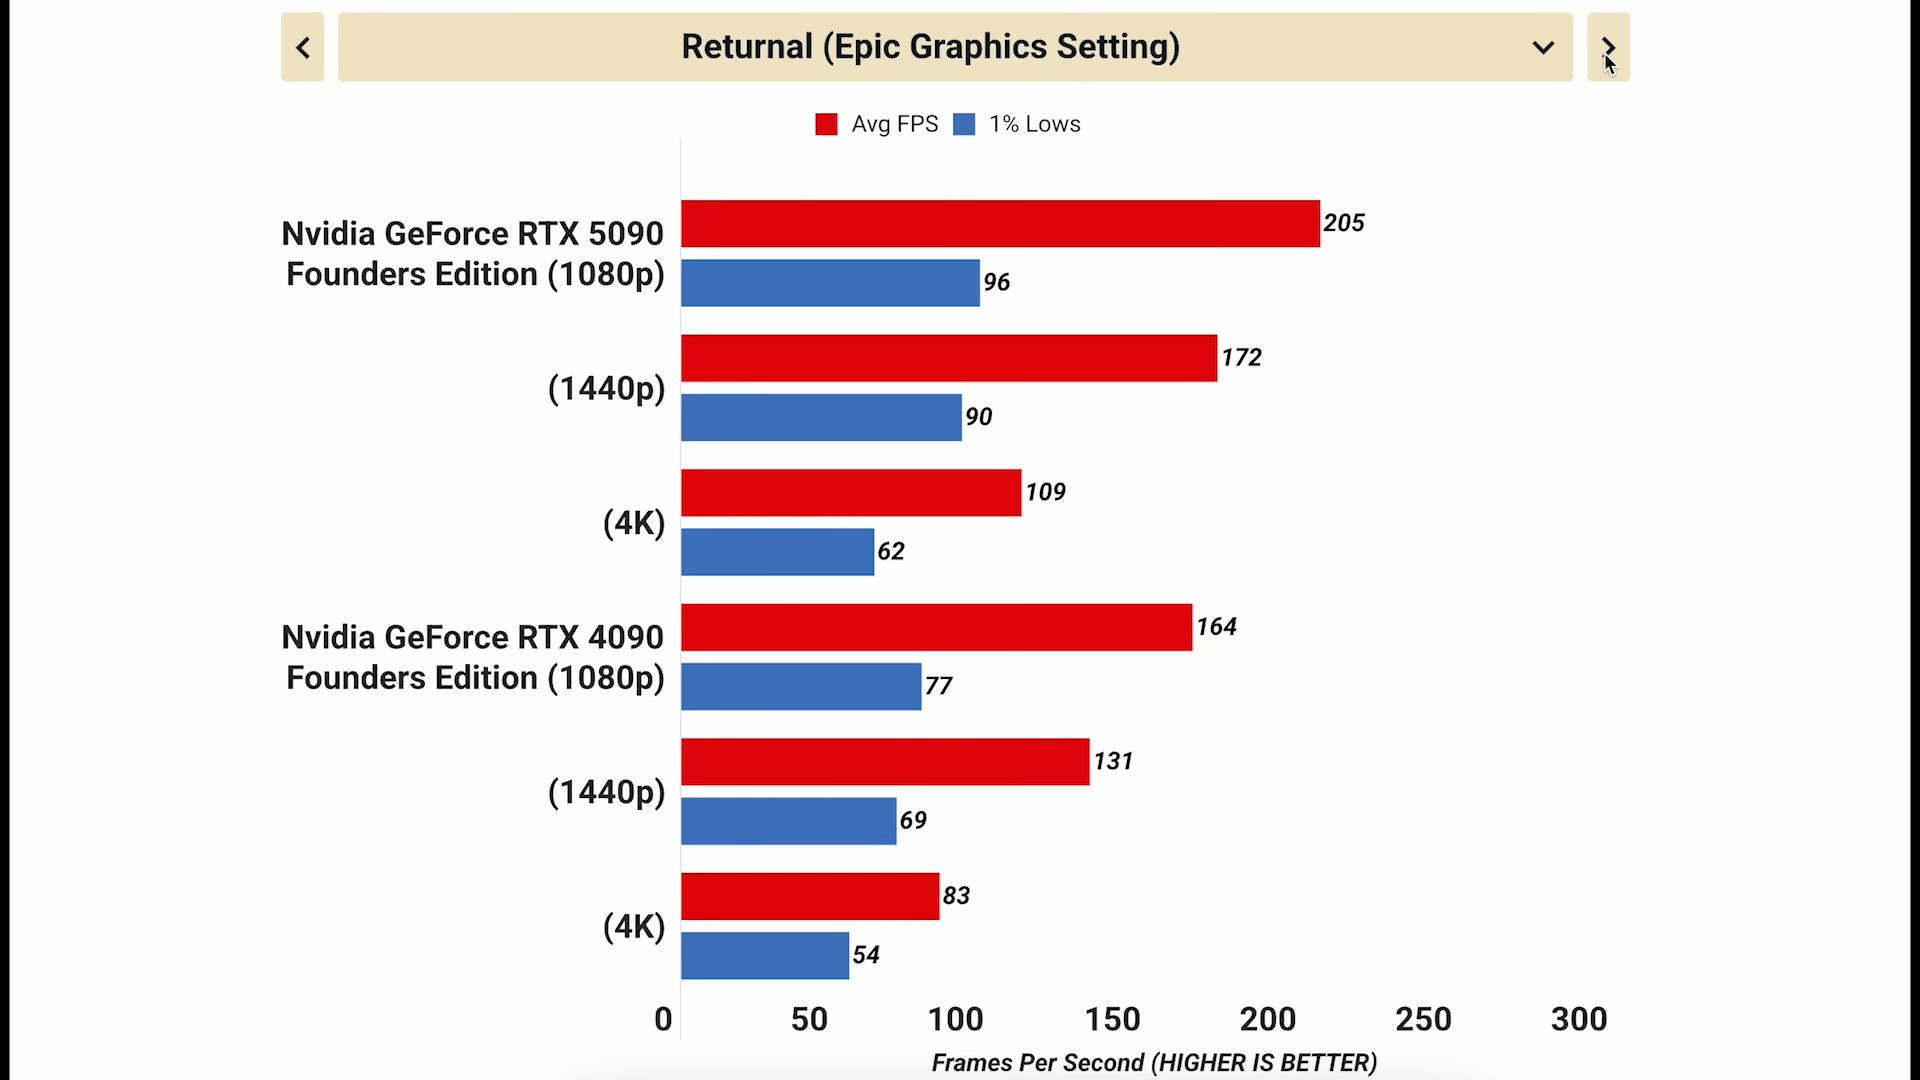 Returnal (Epic Graphics Setting)
Avg FPS 1% Lows
Nvidia GeForce RTX 5090
Founders Edition (1080p)
205
96
(1440p)
172
90
(4K)
109
62
Nvidia GeForce RTX 4090
Founders Edition (1080p)
164
77
(1440p)
131
69
(4K)
83
54
0 50 100 150 200 250 300
Frames Per Second (HIGHER IS BETTER)